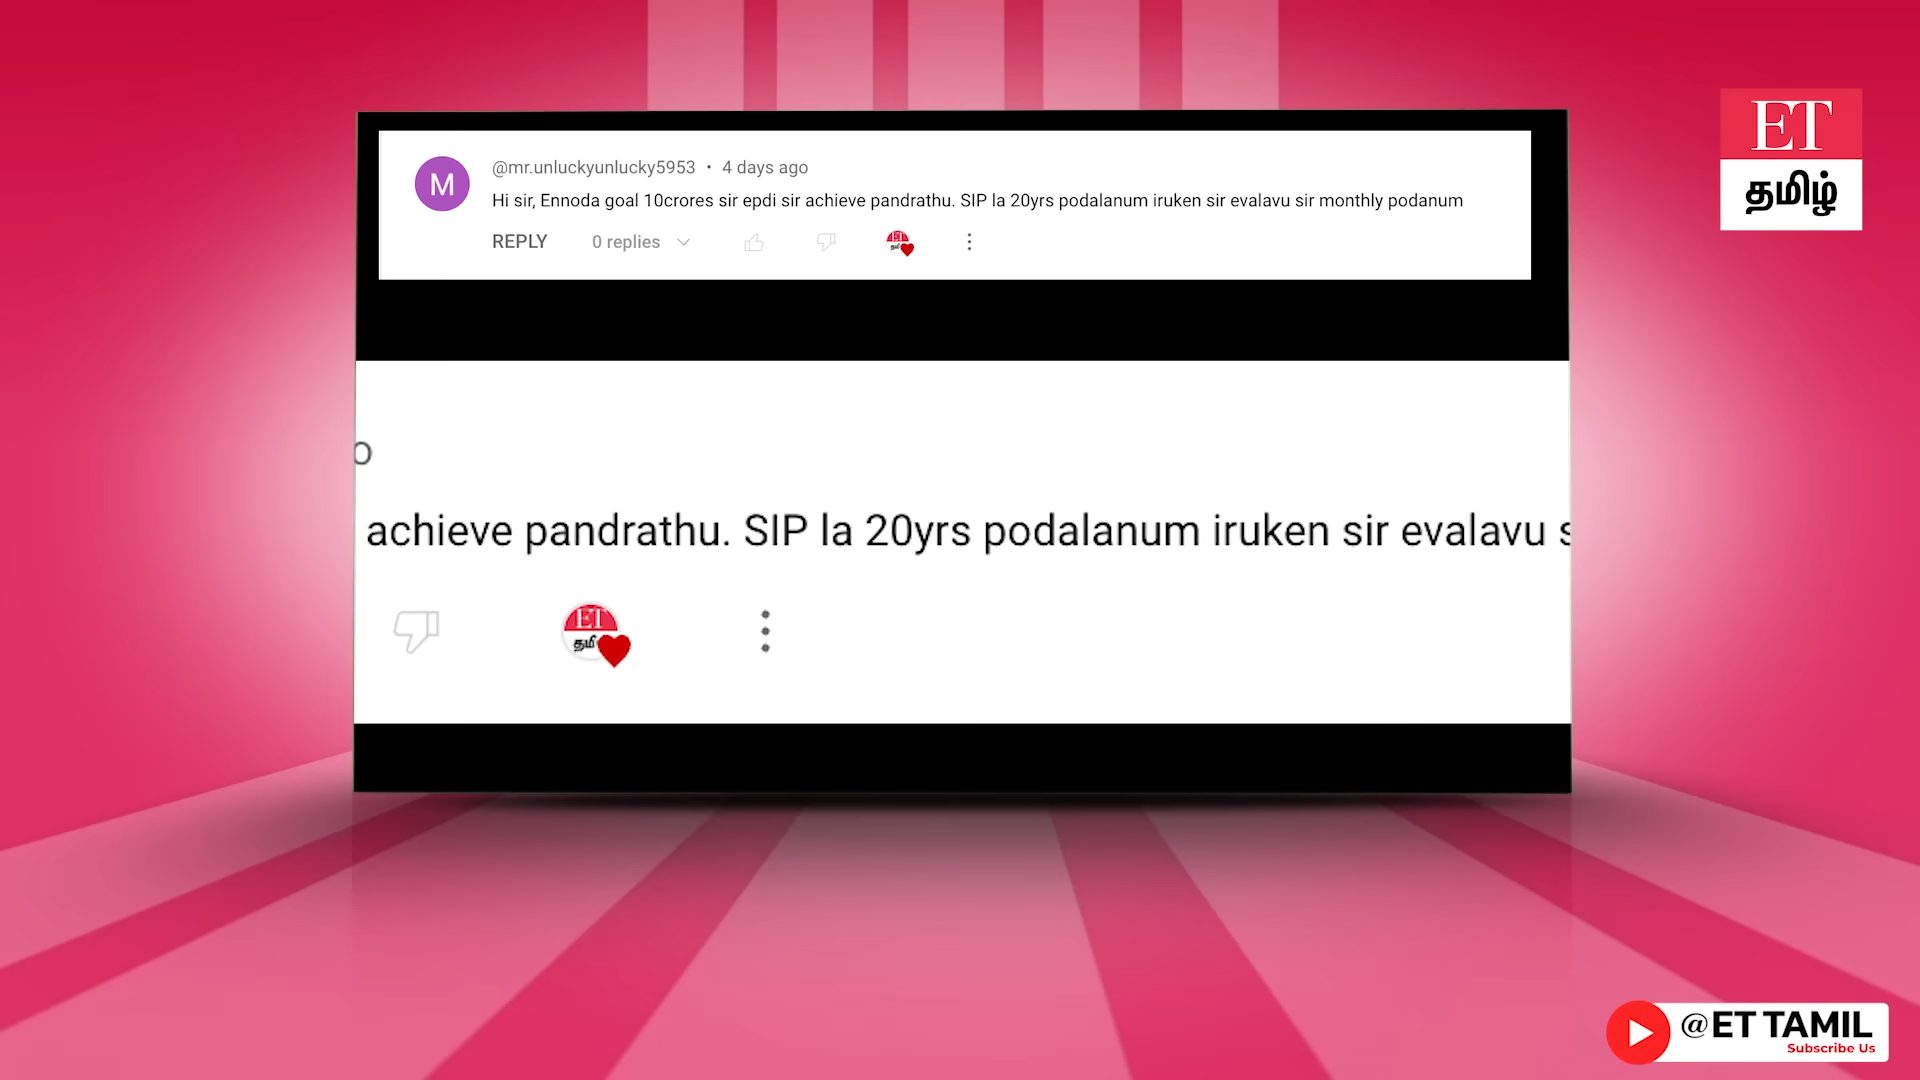 @mr.unluckyunlucky5953 • 4 days ago
Hi sir, Ennoda goal 10crores sir epdi sir achieve pandrathu. SIP la 20yrs podalanum iruken sir evalavu sir monthly podanum
REPLY 0 replies
ET
தமிழ்
o
achieve pandrathu. SIP la 20yrs podalanum iruken sir evalavu s
ET
தமி
@ET TAMIL
Subscribe Us